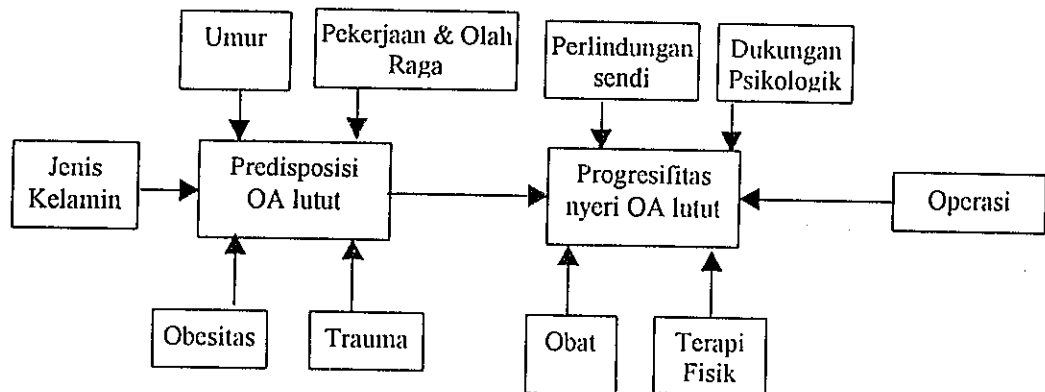 Umur
Pekerjaan & Olah
Raga
Perlindungan
sendi
Dukungan
Psikologik
Jenis
Kelamin
Predisposisi
OA lutut
Progresifitas
nyeri OA lutut
Operasi
Obesitas
Trauma
Obat
Terapi
Fisik